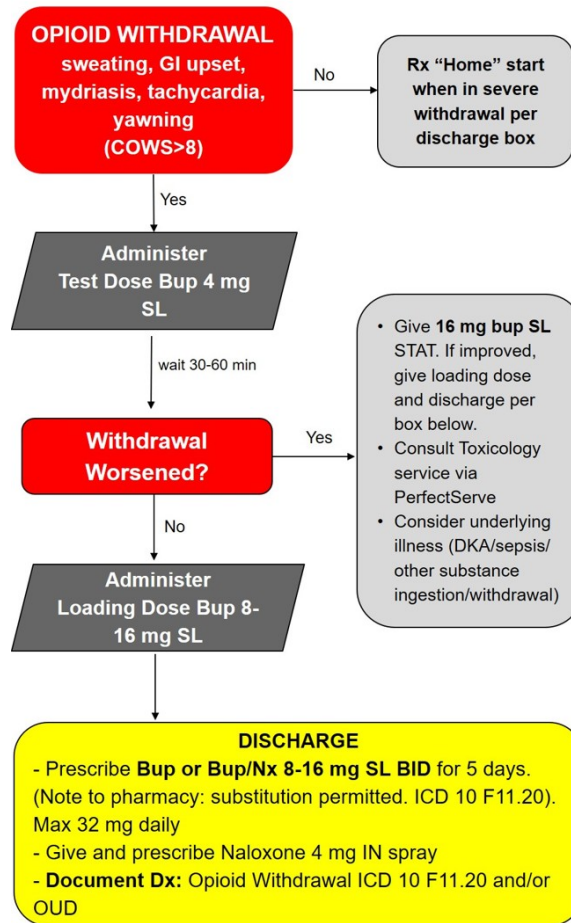 OPIOID WITHDRAWAL
sweating, GI upset,
mydriasis, tachycardia,
yawning
(COWS>8)
No
Rx “Home” start
when in severe
withdrawal per
discharge box
Yes
Administer
Test Dose Bup 4 mg
SL
wait 30-60 min
Withdrawal
Worsened?
Yes
• Give 16 mg bup SL
STAT. If improved,
give loading dose
and discharge per
box below.
• Consult Toxicology
service via
PerfectServe
• Consider underlying
illness (DKA/sepsis/
other substance
ingestion/withdrawal)
No
Administer
Loading Dose Bup 8-
16 mg SL
DISCHARGE
- Prescribe Bup or Bup/Nx 8-16 mg SL BID for 5 days.
(Note to pharmacy: substitution permitted. ICD 10 F11.20).
Max 32 mg daily
- Give and prescribe Naloxone 4 mg IN spray
- Document Dx: Opioid Withdrawal ICD 10 F11.20 and/or
OUD